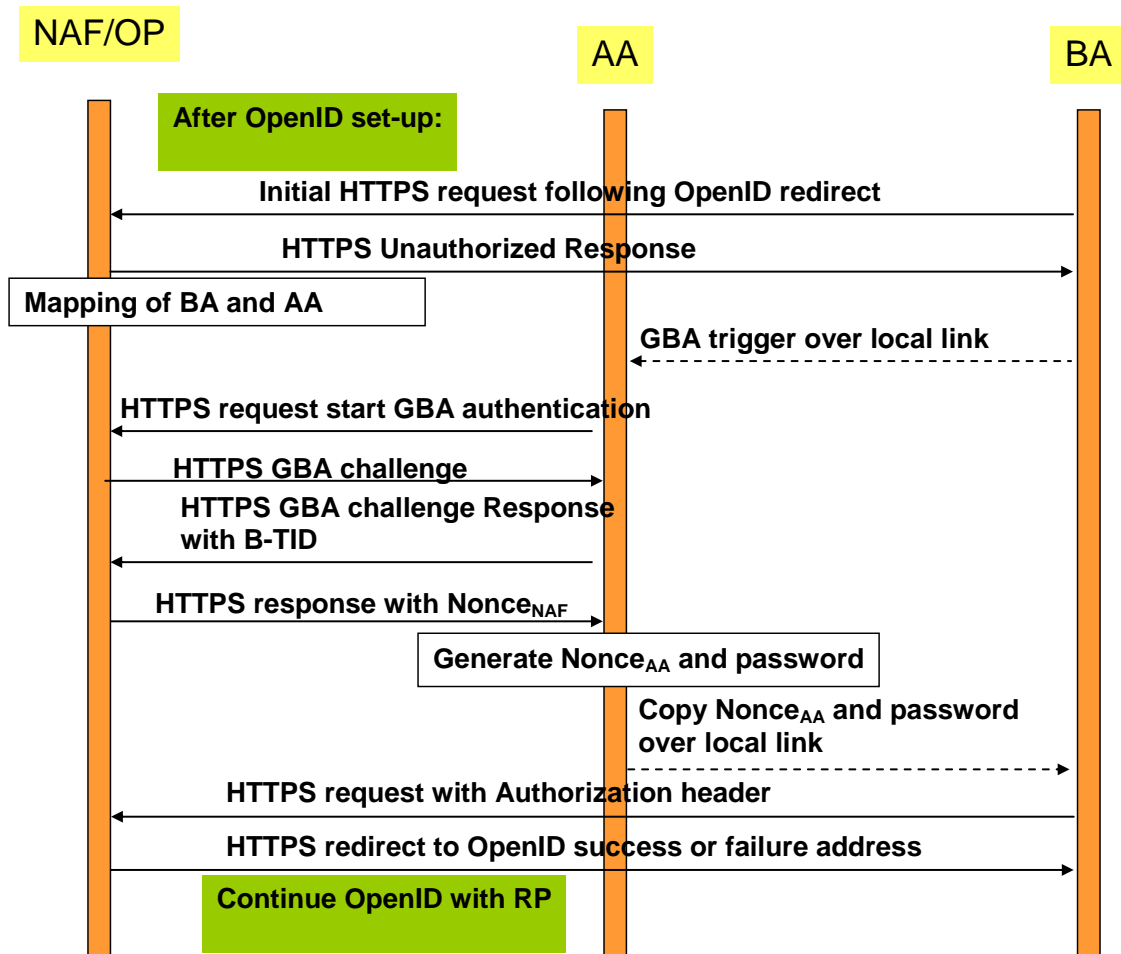 NAF/OP
AA
BA
After OpenID set-up:
Initial HTTPS request following OpenID redirect
HTTPS Unauthorized Response
Mapping of BA and AA
GBA trigger over local link
HTTPS request start GBA authentication
HTTPS GBA challenge
HTTPS GBA challenge Response
with B-TID
HTTPS response with NonceNAF
Generate NonceAA and password
Copy NonceAA and password
over local link
HTTPS request with Authorization header
HTTPS redirect to OpenID success or failure address
Continue OpenID with RP